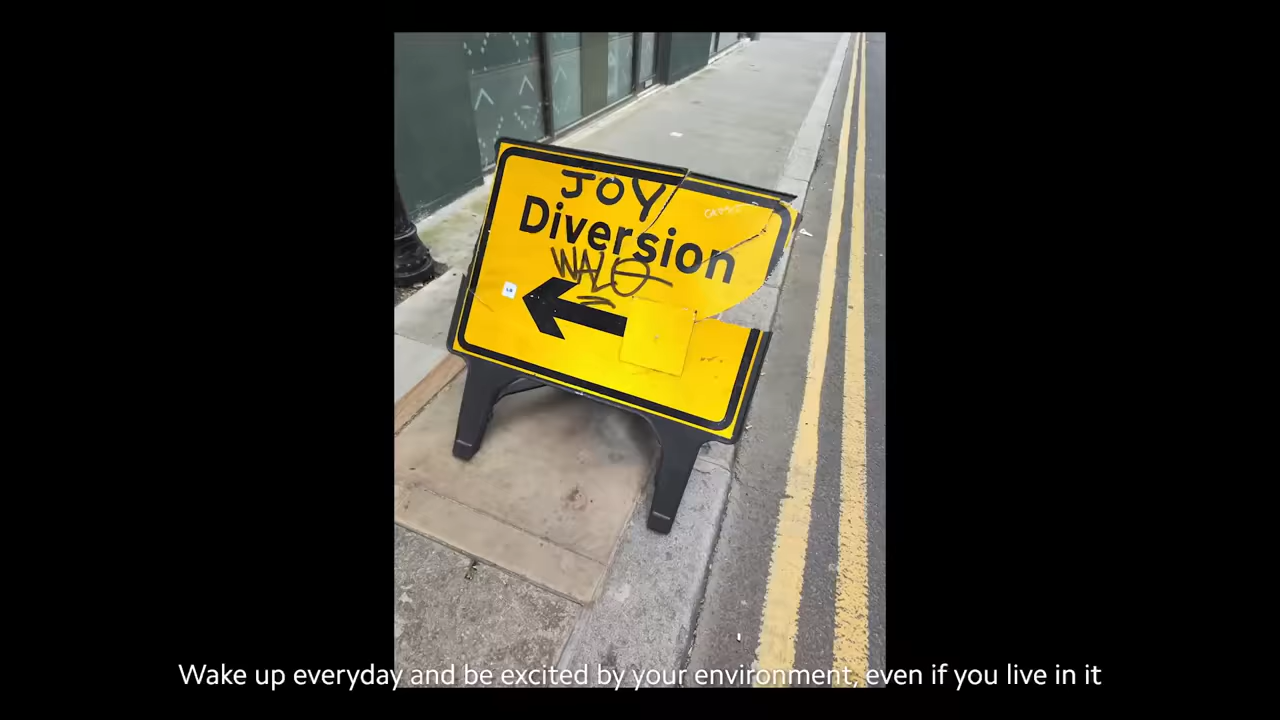 JOY
Diversion
WALO
Wake up everyday and be excited by your environment, even if you live in it